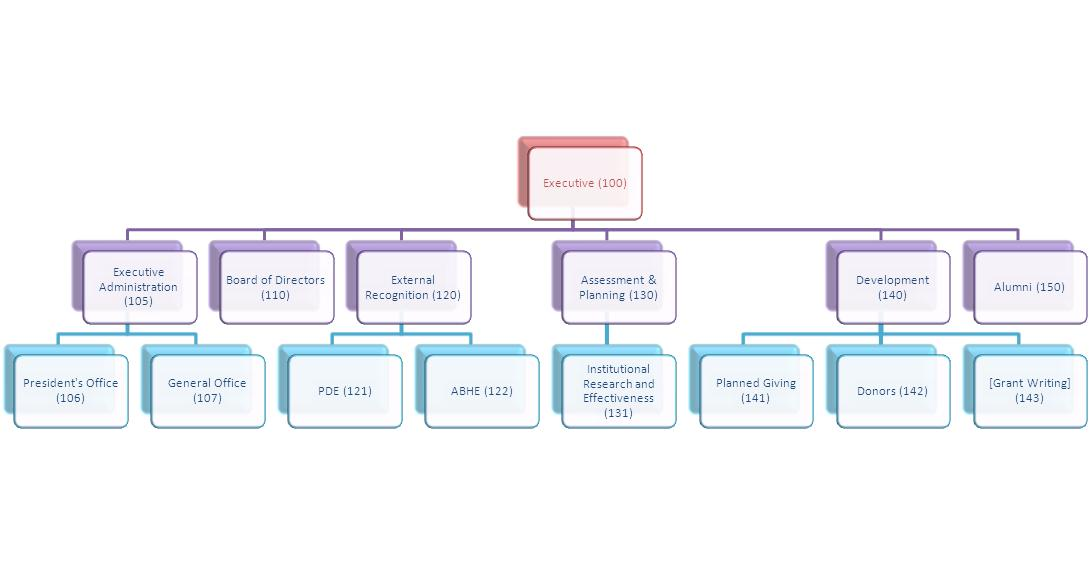 Executive (100)
Executive
Administration
(105)
Board of Directors
(110)
External
Recognition (120)
Assessment &
Planning (130)
Development
(140)
Alumni (150)
President's Office
(106)
General Office
(107)
PDE (121)
ABHE (122)
Institutional
Research and
Effectiveness
(131)
Planned Giving
(141)
Donors (142)
[Grant Writing]
(143)